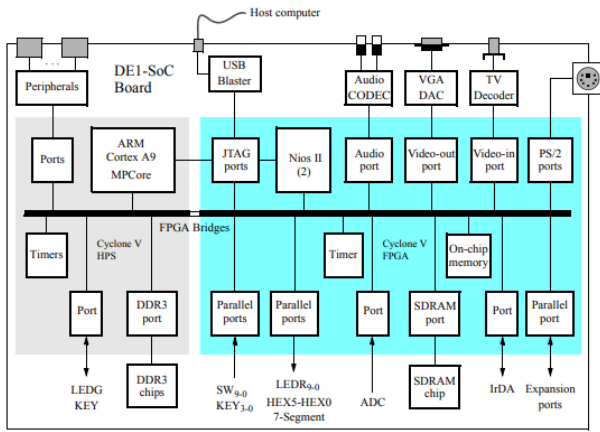 Host computer
DE1-SoC
Board
Peripherals
USB
Blaster
Audio
CODEC
VGA
DAC
TV
Decoder
Ports
ARM
Cortex A9
MPCore
JTAG
ports
Nios II
(2)
Audio
port
Video-out
port
Video-in
port
PS/2
ports
FPGA Bridges
Timers
Cyclone V
HPS
Timer
Cyclone V
FPGA
On-chip
memory
Port
DDR3
port
Parallel
ports
Parallel
ports
Port
SDRAM
port
Port
Parallel
port
LEDG
KEY
DDR3
chips
SW9-0
KEY3-0
LEDR9-0
HEX5-HEX0
7-Segment
ADC
SDRAM
chip
IrDA
Expansion
ports